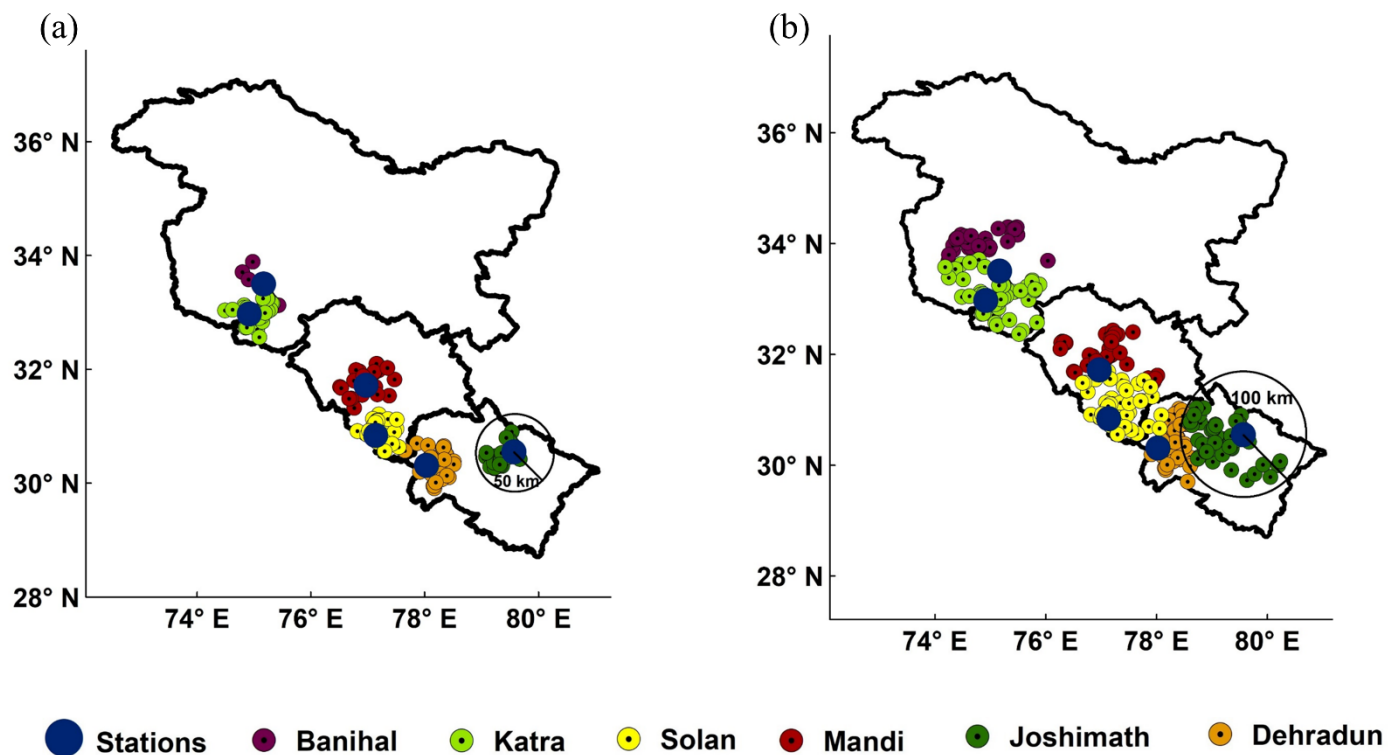 (a)
(b)
36° N
34° N
32° N
30° N
28° N
74° E 76° E 78° E 80° E
50 km
36° N
34° N
32° N
30° N
28° N
74° E 76° E 78° E 80° E
100 km
Stations Banihal Katra Solan Mandi Joshimath Dehradun